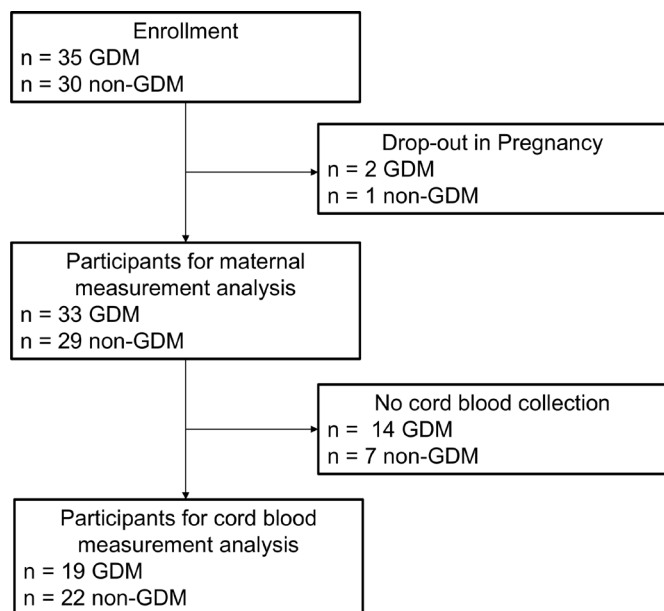 Enrollment
n = 35 GDM
n = 30 non-GDM
Drop-out in Pregnancy
n = 2 GDM
n = 1 non-GDM
Participants for maternal
measurement analysis
n = 33 GDM
n = 29 non-GDM
No cord blood collection
n =  14 GDM
n = 7 non-GDM
Participants for cord blood
measurement analysis
n = 19 GDM
n = 22 non-GDM